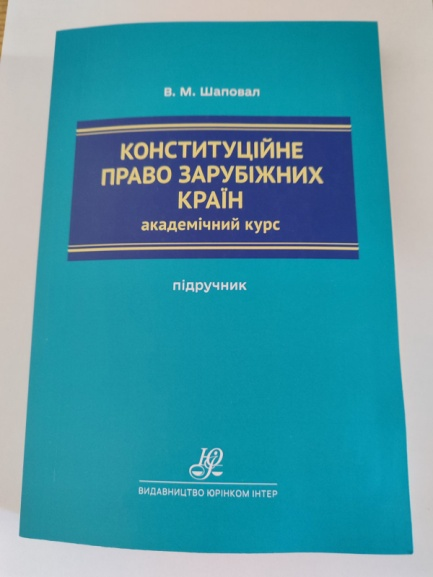 В. М. Шаповал
КОНСТИТУЦІЙНЕ
ПРАВО ЗАРУБІЖНИХ
КРАЇН
академічний курс
підручник
ВИДАВНИЦТВО ЮРІНКОМ ІНТЕР